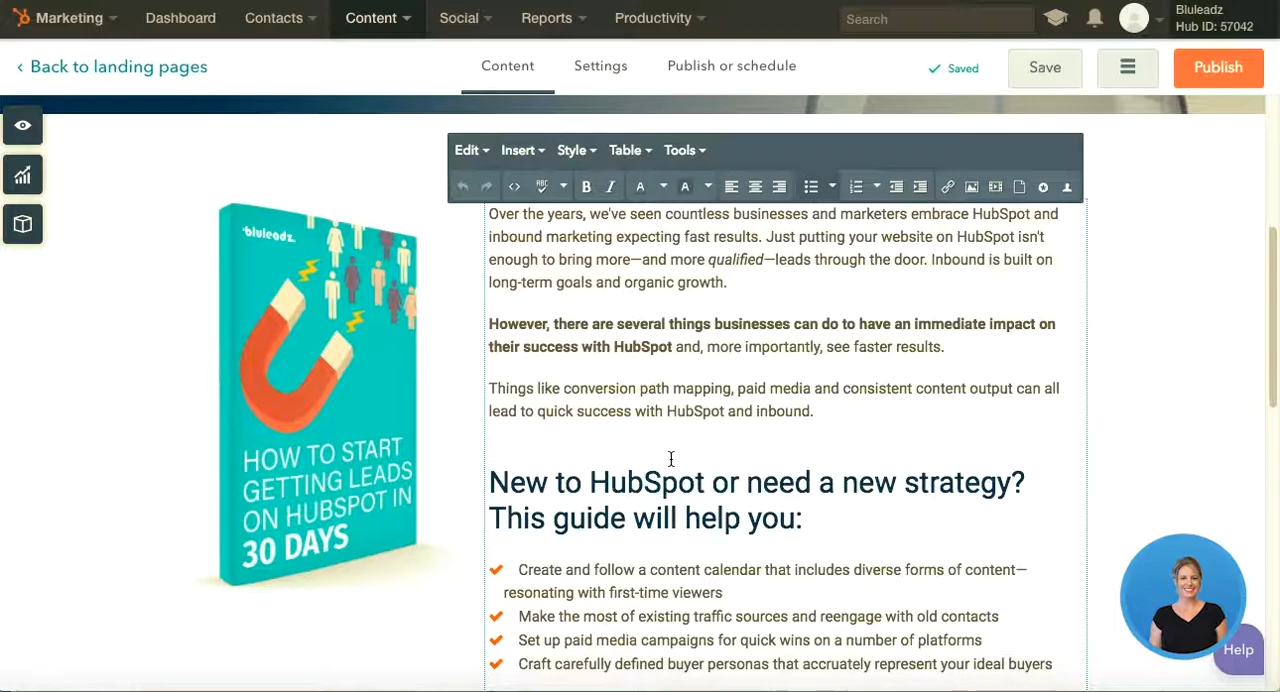 Marketing Dashboard Contacts Content Social Reports Productivity Search Bluleadz
Hub ID: 57042
‹ Back to landing pages Content Settings Publish or schedule ✓ Saved Save Publish
Edit Insert Style Table Tools
ABC B I A A
Over the years, we've seen countless businesses and marketers embrace HubSpot and
inbound marketing expecting fast results. Just putting your website on HubSpot isn't
enough to bring more—and more qualified—leads through the door. Inbound is built on
long-term goals and organic growth.
However, there are several things businesses can do to have an immediate impact on
their success with HubSpot and, more importantly, see faster results.
Things like conversion path mapping, paid media and consistent content output can all
lead to quick success with HubSpot and inbound.
New to HubSpot or need a new strategy?
This guide will help you:
Create and follow a content calendar that includes diverse forms of content—
resonating with first-time viewers
Make the most of existing traffic sources and reengage with old contacts
Set up paid media campaigns for quick wins on a number of platforms
Craft carefully defined buyer personas that accruately represent your ideal buyers
bluleadz.
HOW TO START
GETTING LEADS
ON HUBSPOT IN
30 DAYS
Help